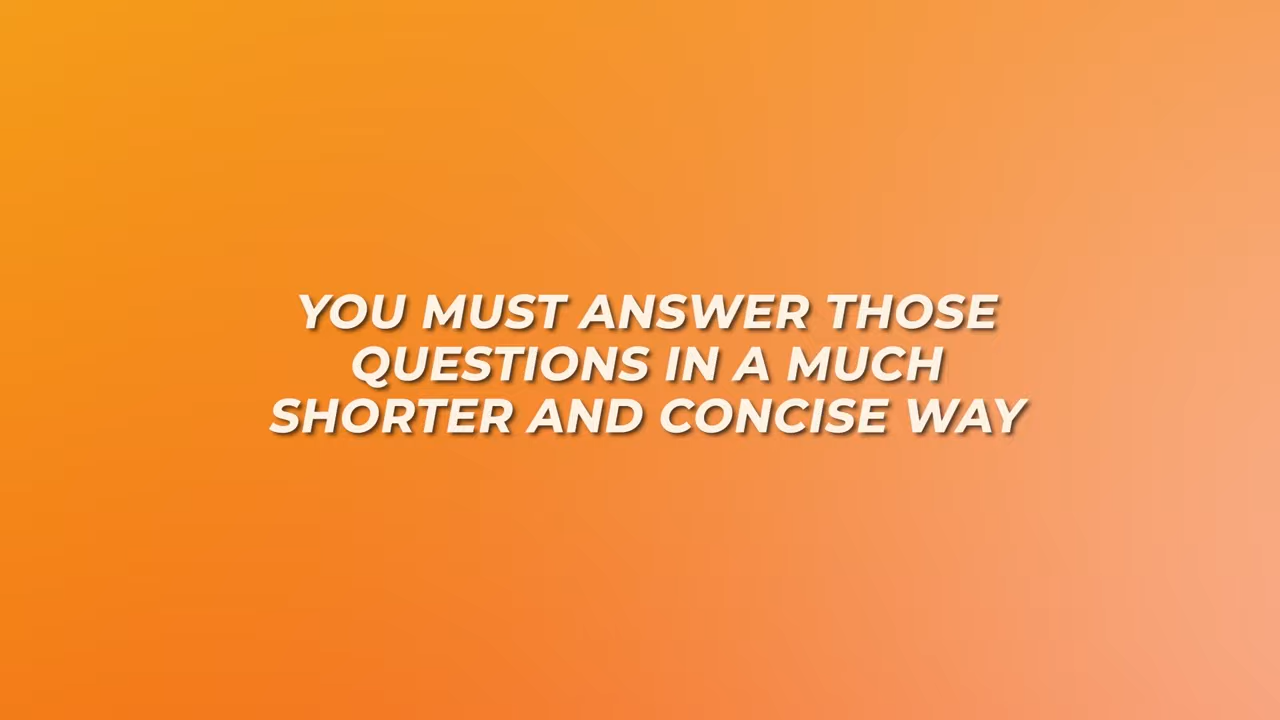 YOU MUST ANSWER THOSE
QUESTIONS IN A MUCH
SHORTER AND CONCISE WAY